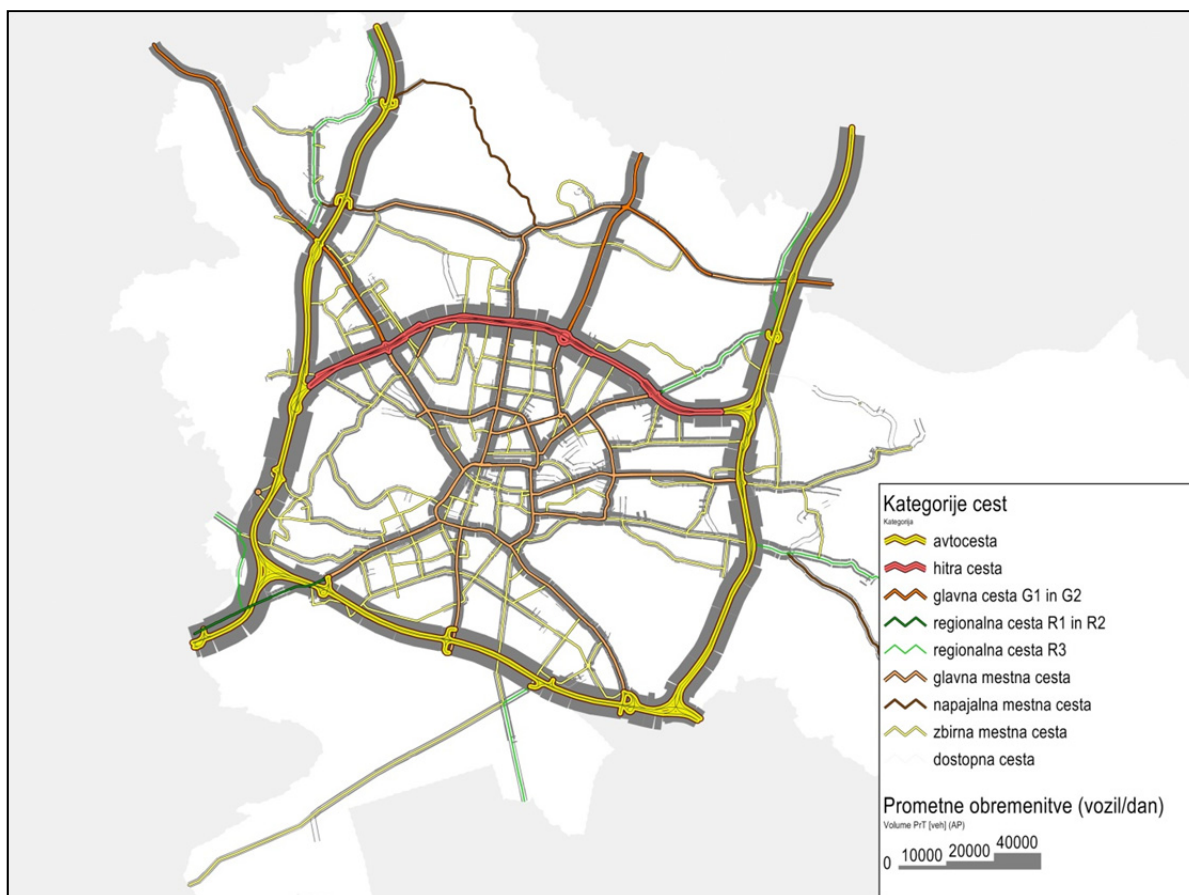 Kategorije cest
Kategorija
avtocesta
hitra cesta
glavna cesta G1 in G2
regionalna cesta R1 in R2
regionalna cesta R3
glavna mestna cesta
napajalna mestna cesta
zbirna mestna cesta
dostopna cesta
Prometne obremenitve (vozil/dan)
Volume PrT [veh] (AP)
0 10000 20000 40000